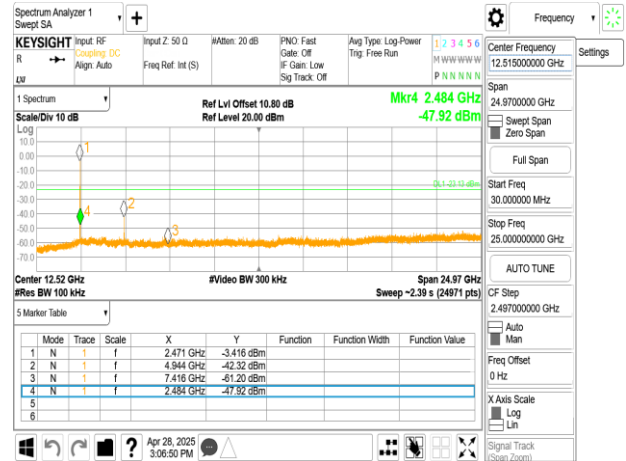 Spectrum Analyzer 1
Swept SA
+
Frequency
KEYSIGHT Input: RF Input Z: 50 Ω #Atten: 20 dB PNO: Fast Avg Type: Log-Power 1 2 3 4 5 6
R Coupling: DC Gate: Off Trig: Free Run
Align: Auto Freq Ref: Int (S) IF Gain: Low M W W W W W
Sig Track: Off P N N N N N
Center Frequency
12.515000000 GHz
Settings
1 Spectrum
Ref Lvl Offset 10.80 dB Mkr4 2.484 GHz
Scale/Div 10 dB Ref Level 20.00 dBm -47.92 dBm
Log
10.0
0.00
-10.0
-20.0
-30.0
-40.0
-50.0
-60.0
-70.0
1
2
3
4
Center 12.52 GHz #Video BW 300 kHz Span 24.97 GHz
#Res BW 100 kHz Sweep ~2.39 s (24971 pts)
Span
24.9700000 GHz
Swept Span
Zero Span
Full Span
Start Freq
30.000000 MHz
Stop Freq
25.000000000 GHz
AUTO TUNE
CF Step
2.497000000 GHz
Auto
Man
Freq Offset
0 Hz
X Axis Scale
Log
Lin
Signal Track
(Span Zoom)
5 Marker Table
Mode Trace Scale X Y Function Function Width Function Value
1 N 1 f 2.471 GHz -3.416 dBm
2 N 1 f 4.944 GHz -42.32 dBm
3 N 1 f 7.416 GHz -61.20 dBm
4 N 1 f 2.484 GHz -47.92 dBm
5
6
?
Apr 28, 2025
3:06:50 PM